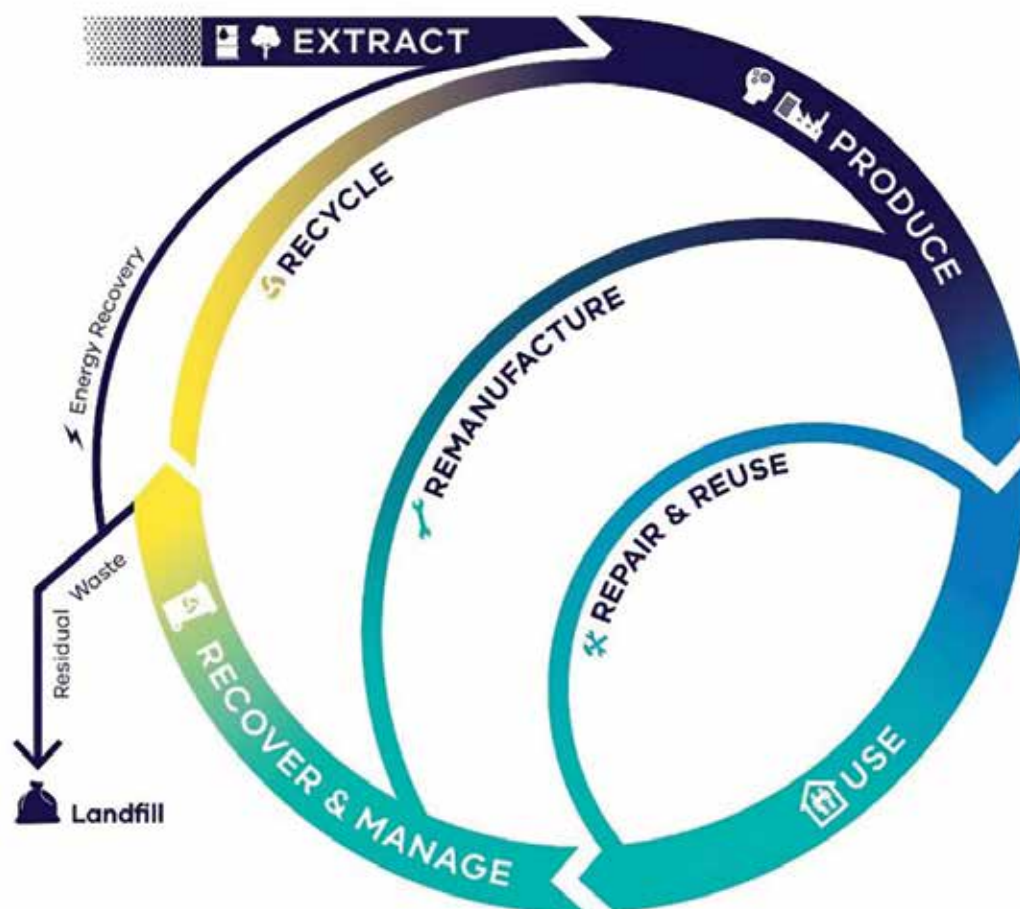 EXTRACT
PRODUCE
RECYCLE
Energy Recovery
REMANUFACTURE
REPAIR & REUSE
Residual Waste
RECOVER & MANAGE
USE
Landfill